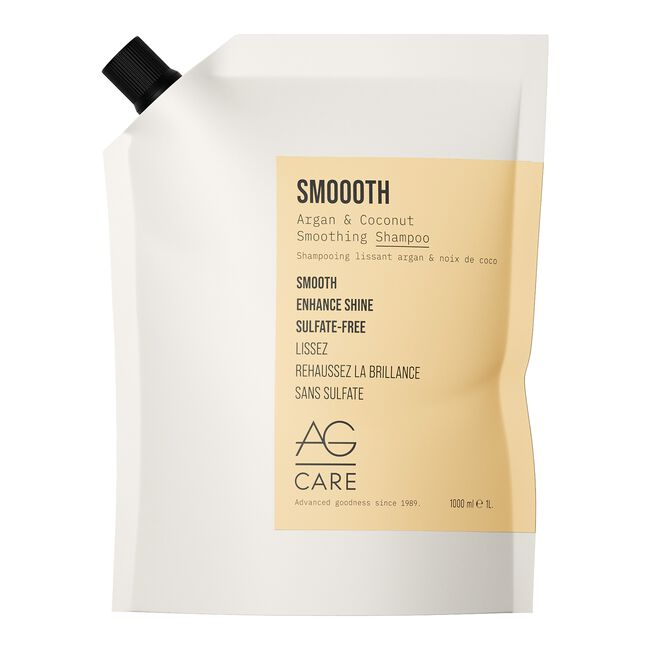 SMOOOTH
Argan & Coconut
Smoothing Shampoo
Shampooing lissant argan & noix de coco
SMOOTH
ENHANCE SHINE
SULFATE-FREE
LISSEZ
REHAUSSEZ LA BRILLANCE
SANS SULFATE
AG
CARE
Advanced goodness since 1989.
1000 ml ℮ 1L.